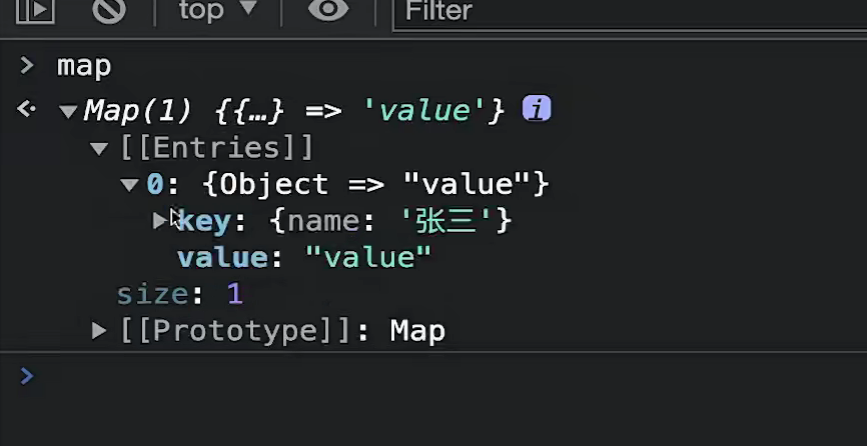 top Filter
> map
Map(1) {{…} => 'value'} i
[[Entries]]
0: {Object => "value"}
key: {name: '张三'}
value: "value"
size: 1
[[Prototype]]: Map
>